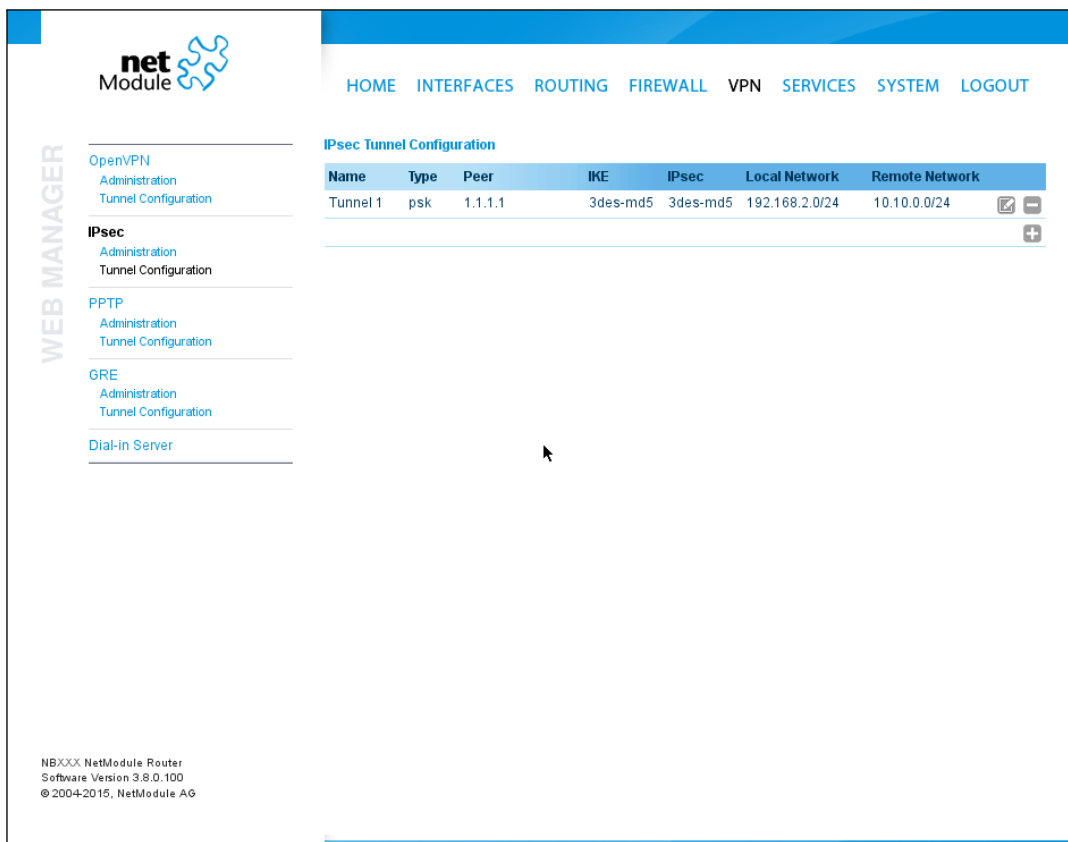 net
Module
HOME INTERFACES ROUTING FIREWALL VPN SERVICES SYSTEM LOGOUT
WEB MANAGER
OpenVPN
Administration
Tunnel Configuration
IPsec
Administration
Tunnel Configuration
PPTP
Administration
Tunnel Configuration
GRE
Administration
Tunnel Configuration
Dial-in Server
IPsec Tunnel Configuration
Name Type Peer IKE IPsec Local Network Remote Network
Tunnel 1 psk 1.1.1.1 3des-md5 3des-md5 192.168.2.0/24 10.10.0.0/24
NBXXX NetModule Router
Software Version 3.8.0.100
© 2004-2015, NetModule AG